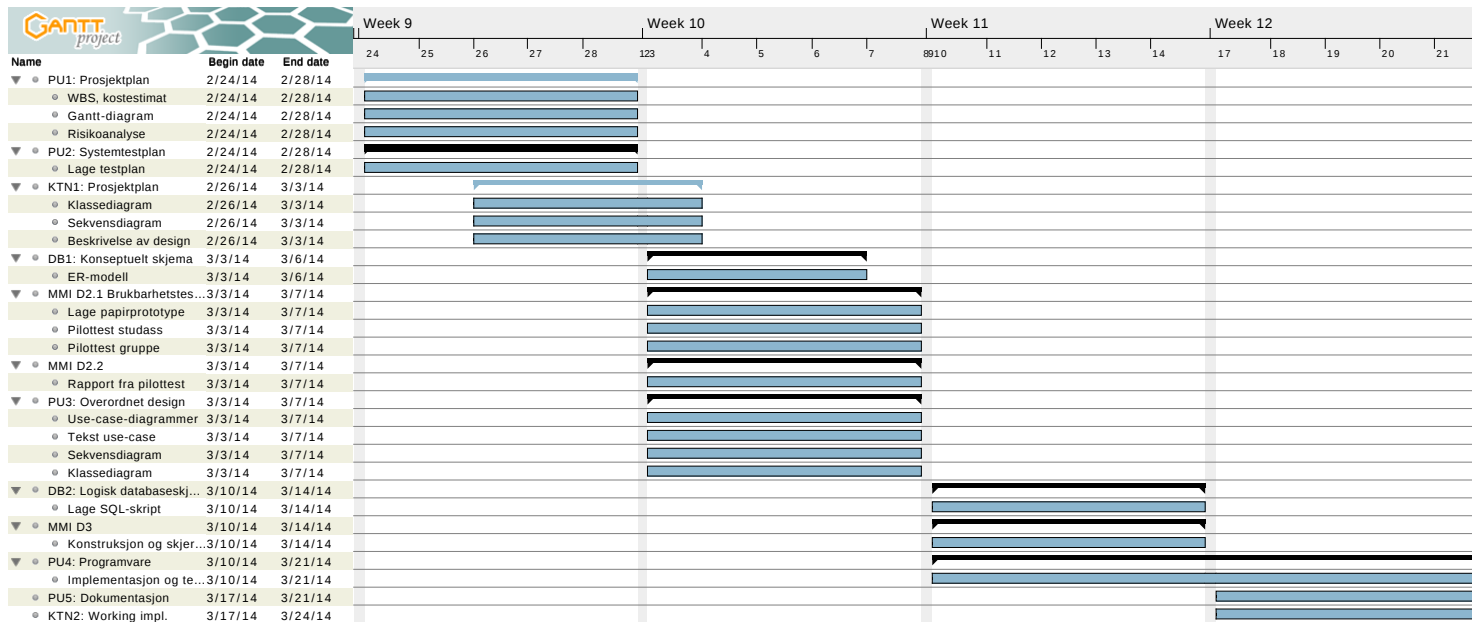 GANTT
project
Week 9 Week 10 Week 11 Week 12
24 25 26 27 28 1 2 3 4 5 6 7 8 9 10 11 12 13 14 17 18 19 20 21
Name Begin date End date
PU1: Prosjektplan 2/24/14 2/28/14
WBS, kostestimat 2/24/14 2/28/14
Gantt-diagram 2/24/14 2/28/14
Risikoanalyse 2/24/14 2/28/14
PU2: Systemtestplan 2/24/14 2/28/14
Lage testplan 2/24/14 2/28/14
KTN1: Prosjektplan 2/26/14 3/3/14
Klassediagram 2/26/14 3/3/14
Sekvensdiagram 2/26/14 3/3/14
Beskrivelse av design 2/26/14 3/3/14
DB1: Konseptuelt skjema 3/3/14 3/6/14
ER-modell 3/3/14 3/6/14
MMI D2.1 Brukbarhetstes... 3/3/14 3/7/14
Lage papirprototype 3/3/14 3/7/14
Pilottest studass 3/3/14 3/7/14
Pilottest gruppe 3/3/14 3/7/14
MMI D2.2 3/3/14 3/7/14
Rapport fra pilottest 3/3/14 3/7/14
PU3: Overordnet design 3/3/14 3/7/14
Use-case-diagrammer 3/3/14 3/7/14
Tekst use-case 3/3/14 3/7/14
Sekvensdiagram 3/3/14 3/7/14
Klassediagram 3/3/14 3/7/14
DB2: Logisk databaseskj... 3/10/14 3/14/14
Lage SQL-skript 3/10/14 3/14/14
MMI D3 3/10/14 3/14/14
Konstruksjon og skjer... 3/10/14 3/14/14
PU4: Programvare 3/10/14 3/21/14
Implementasjon og te... 3/10/14 3/21/14
PU5: Dokumentasjon 3/17/14 3/21/14
KTN2: Working impl. 3/17/14 3/24/14